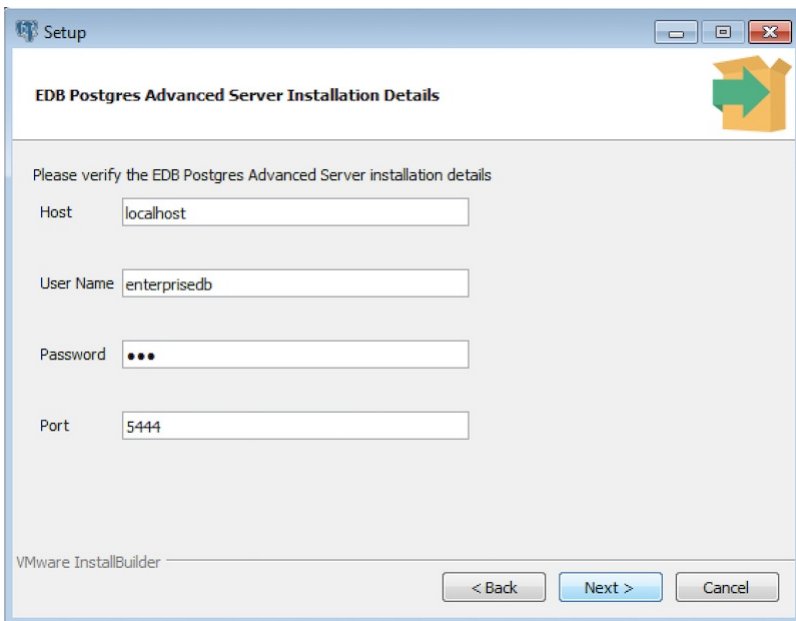 Setup
EDB Postgres Advanced Server Installation Details
Please verify the EDB Postgres Advanced Server installation details
Host localhost
User Name enterprisedb
Password •••
Port 5444
VMware InstallBuilder
< Back Next > Cancel